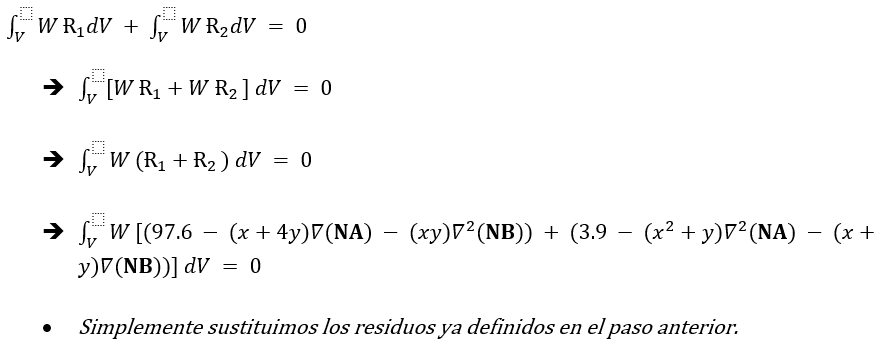 ∫_V^⬚ W R₁dV + ∫_V^⬚ W R₂dV = 0
➔ ∫_V^⬚ [W R₁ + W R₂ ] dV = 0
➔ ∫_V^⬚ W (R₁ + R₂ ) dV = 0
➔ ∫_V^⬚ W [(97.6 − (x + 4y)∇(NA) − (xy)∇²(NB)) + (3.9 − (x² + y)∇²(NA) − (x +
y)∇(NB))] dV = 0
• Simplemente sustituimos los residuos ya definidos en el paso anterior.